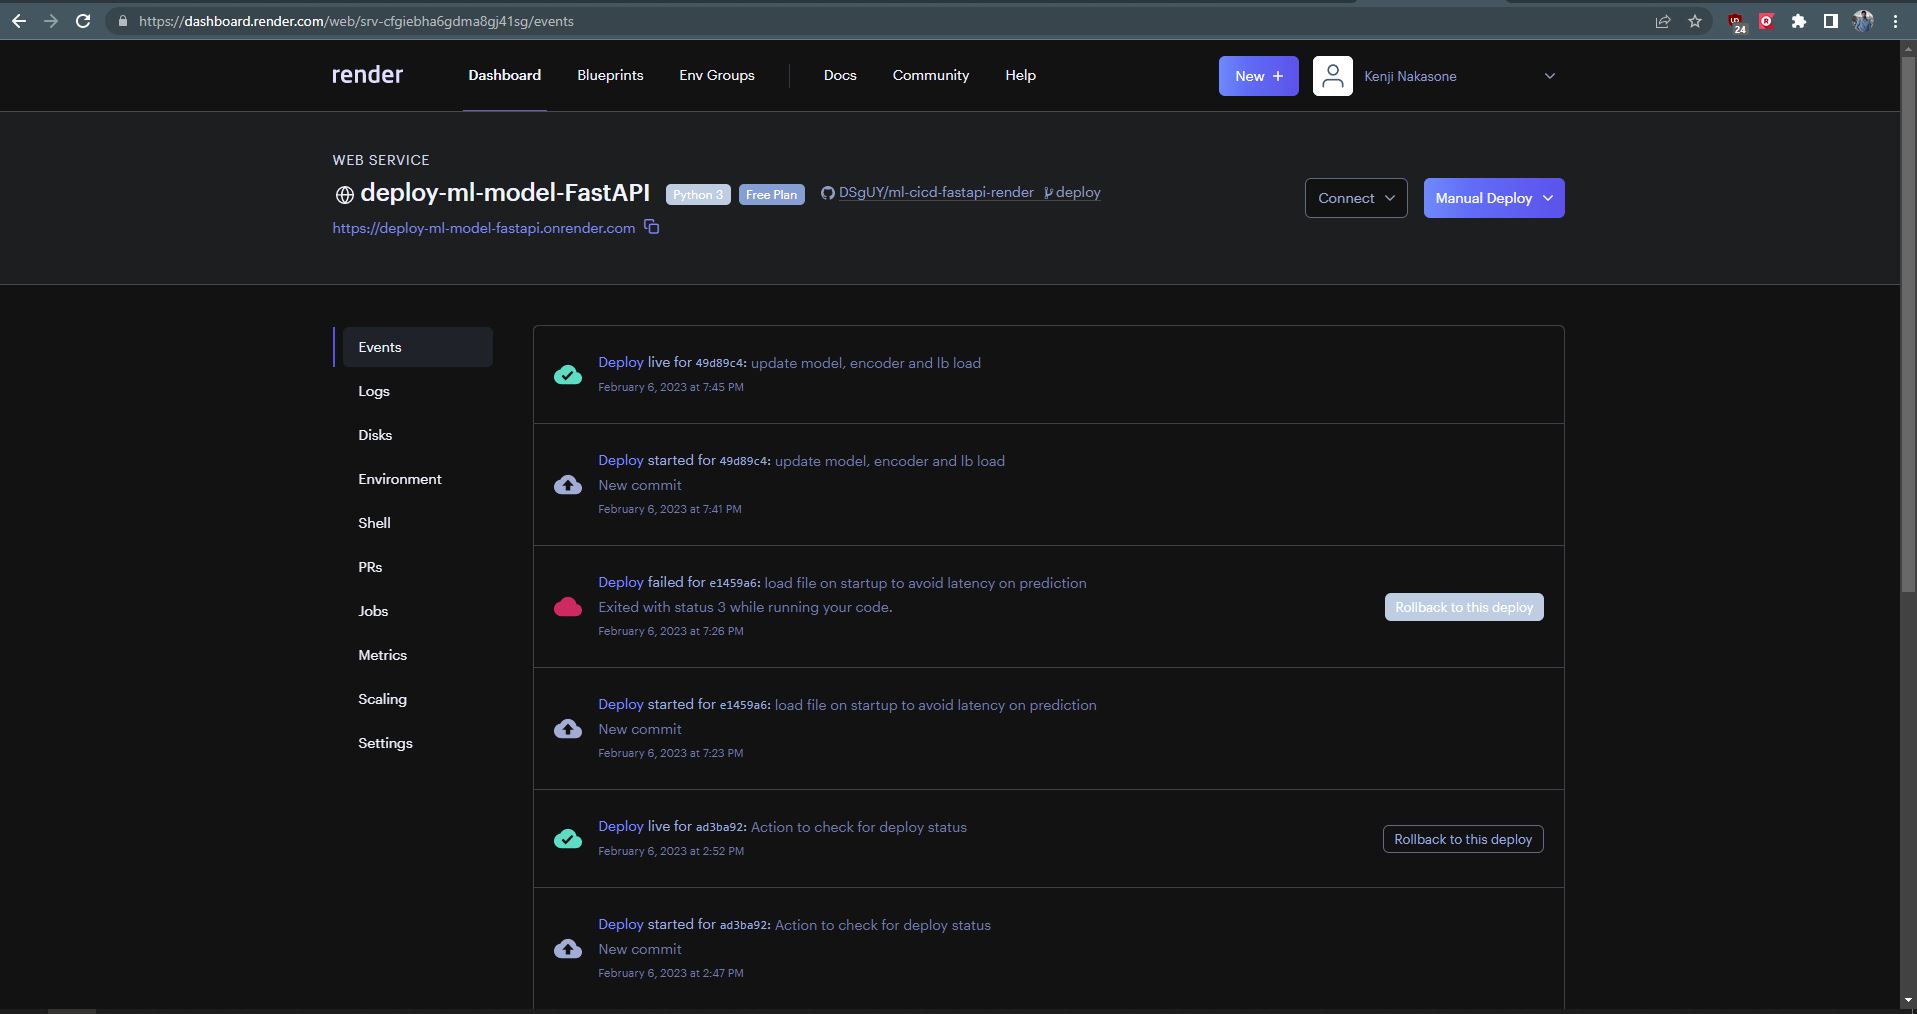 https://dashboard.render.com/web/srv-cfgiebha6gdma8gj41sg/events
24
render
Dashboard
Blueprints
Env Groups
Docs
Community
Help
New +
Kenji Nakasone
WEB SERVICE
deploy-ml-model-FastAPI
Python 3
Free Plan
DSgUY/ml-cicd-fastapi-render
deploy
Connect
Manual Deploy
https://deploy-ml-model-fastapi.onrender.com
Events
Logs
Disks
Environment
Shell
PRs
Jobs
Metrics
Scaling
Settings
Deploy live for 49d89c4: update model, encoder and lb load
February 6, 2023 at 7:45 PM
Deploy started for 49d89c4: update model, encoder and lb load
New commit
February 6, 2023 at 7:41 PM
Deploy failed for e1459a6: load file on startup to avoid latency on prediction
Exited with status 3 while running your code.
February 6, 2023 at 7:26 PM
Rollback to this deploy
Deploy started for e1459a6: load file on startup to avoid latency on prediction
New commit
February 6, 2023 at 7:23 PM
Deploy live for ad3ba92: Action to check for deploy status
February 6, 2023 at 2:52 PM
Rollback to this deploy
Deploy started for ad3ba92: Action to check for deploy status
New commit
February 6, 2023 at 2:47 PM